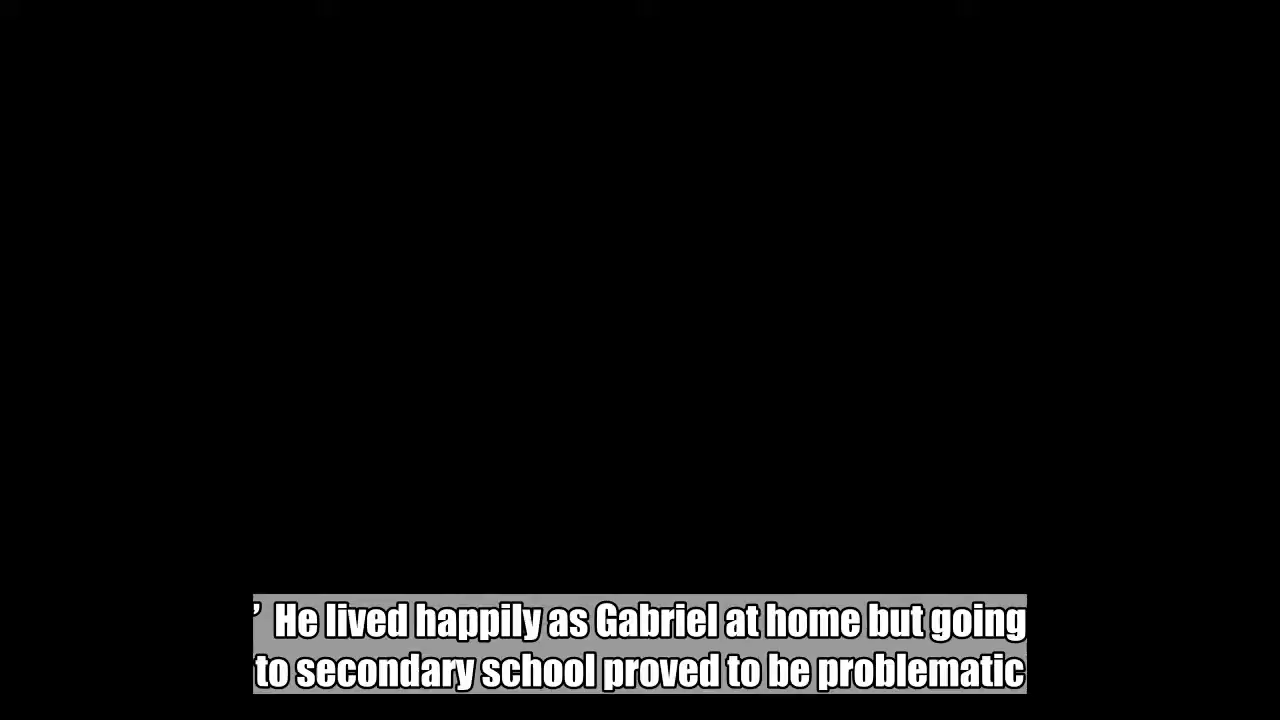 ’ He lived happily as Gabriel at home but going
to secondary school proved to be problematic